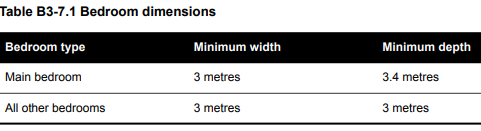 Table B3-7.1 Bedroom dimensions
Bedroom type Minimum width Minimum depth
Main bedroom 3 metres 3.4 metres
All other bedrooms 3 metres 3 metres